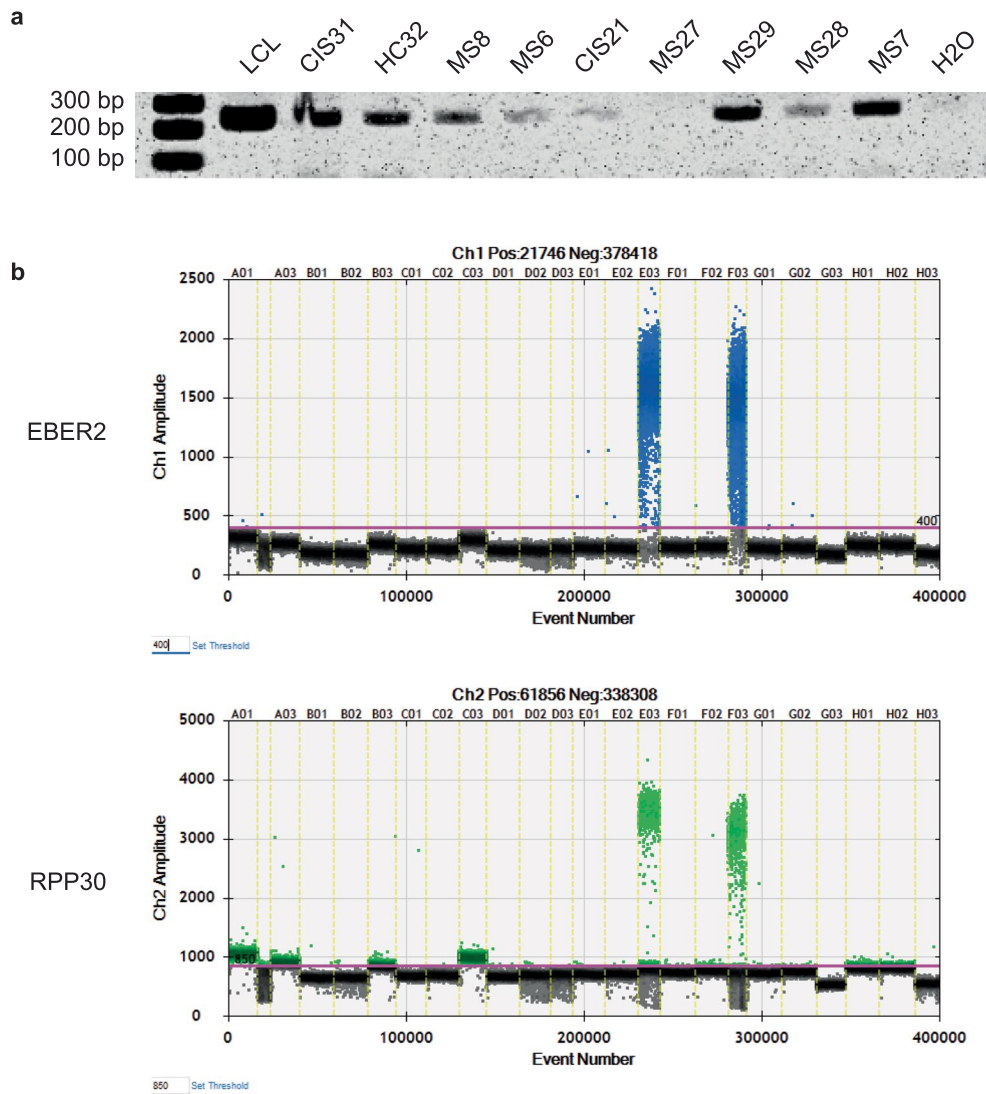 a
LCL CIS31 HC32 MS8 MS6 CIS21 MS27 MS29 MS28 MS7 H2O
300 bp
200 bp
100 bp
b
Ch1 Pos:21746 Neg:378418
A01 A03 B01 B02 B03 C01 C02 C03 D01 D02 D03 E01 E02 E03 F01 F02 F03 G01 G02 G03 H01 H02 H03
2500
2000
1500
1000
500
0
400
EBER2
Ch1 Amplitude
0 100000 200000 300000 400000
Event Number
400 Set Threshold
Ch2 Pos:61856 Neg:338308
A01 A03 B01 B02 B03 C01 C02 C03 D01 D02 D03 E01 E02 E03 F01 F02 F03 G01 G02 G03 H01 H02 H03
5000
4000
3000
2000
1000
0
850
RPP30
Ch2 Amplitude
0 100000 200000 300000 400000
Event Number
850 Set Threshold